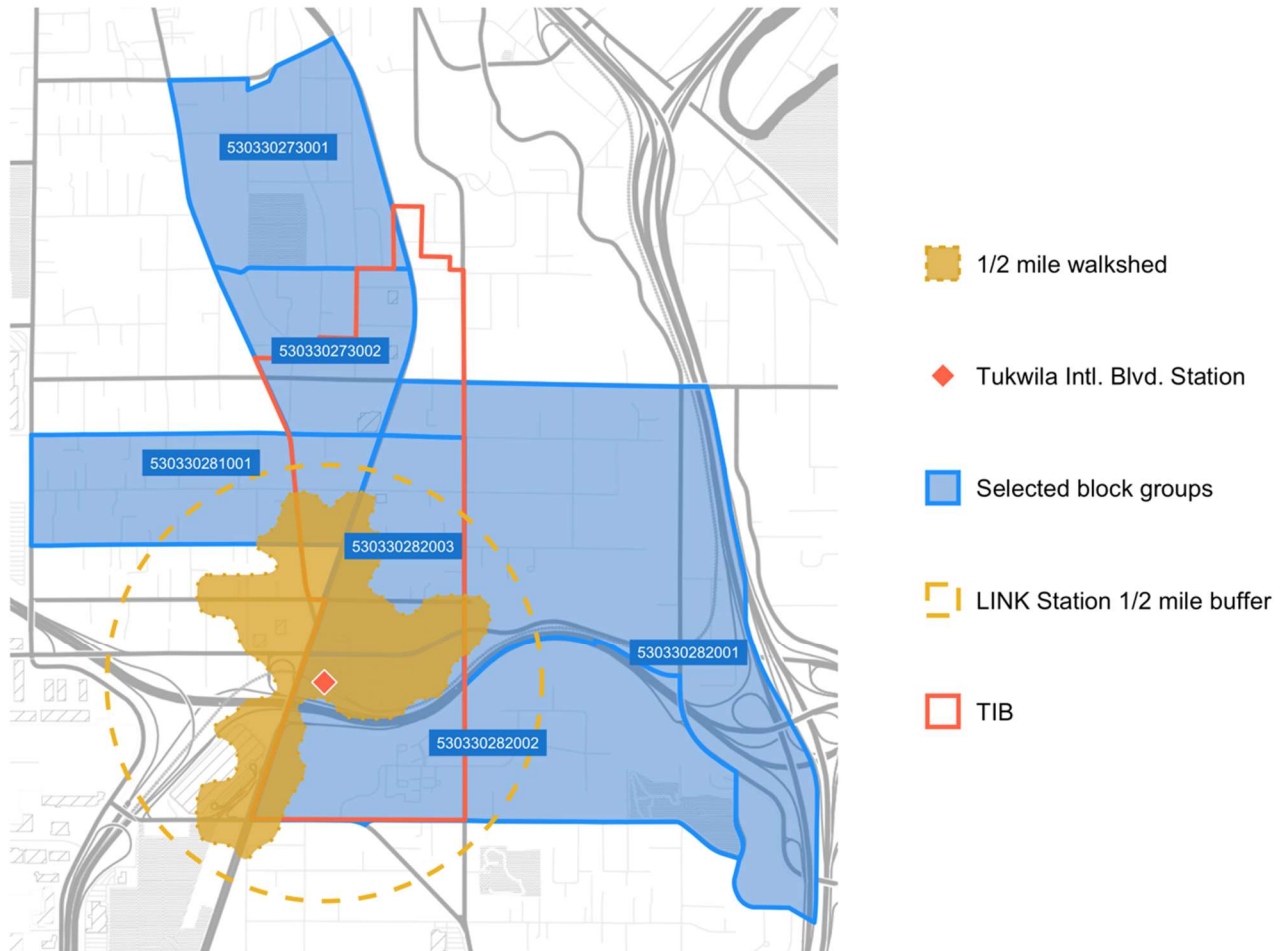 530330273001
530330273002
530330281001
530330282003
530330282001
530330282002
1/2 mile walkshed
Tukwila Intl. Blvd. Station
Selected block groups
LINK Station 1/2 mile buffer
TIB